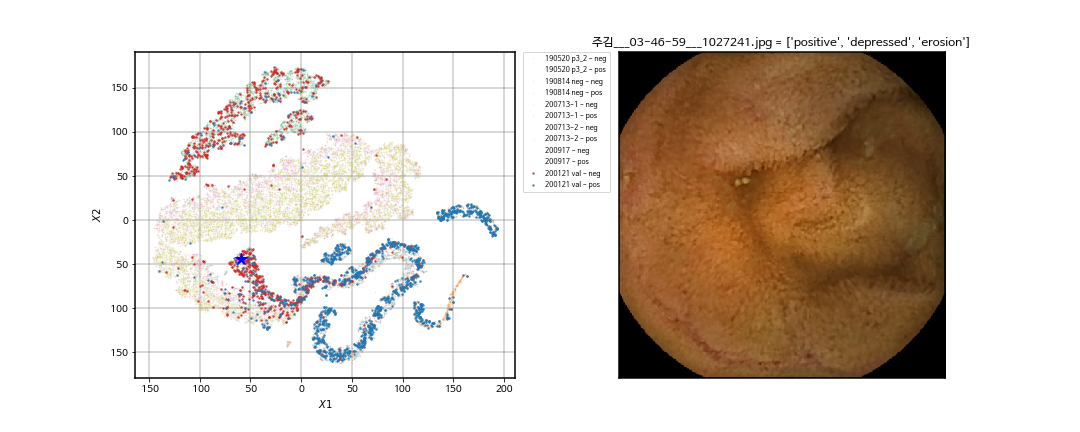 주김___03-46-59___1027241.jpg = ['positive', 'depressed', 'erosion']
190520 p3_2 − neg
190520 p3_2 − pos
190814 neg − neg
190814 neg − pos
200713−1 − neg
200713−1 − pos
200713−2 − neg
200713−2 − pos
200917 − neg
200917 − pos
200121 val − neg
200121 val − pos
150
100
50
0
50
100
150
X2
150 100 50 0 50 100 150 200
X1